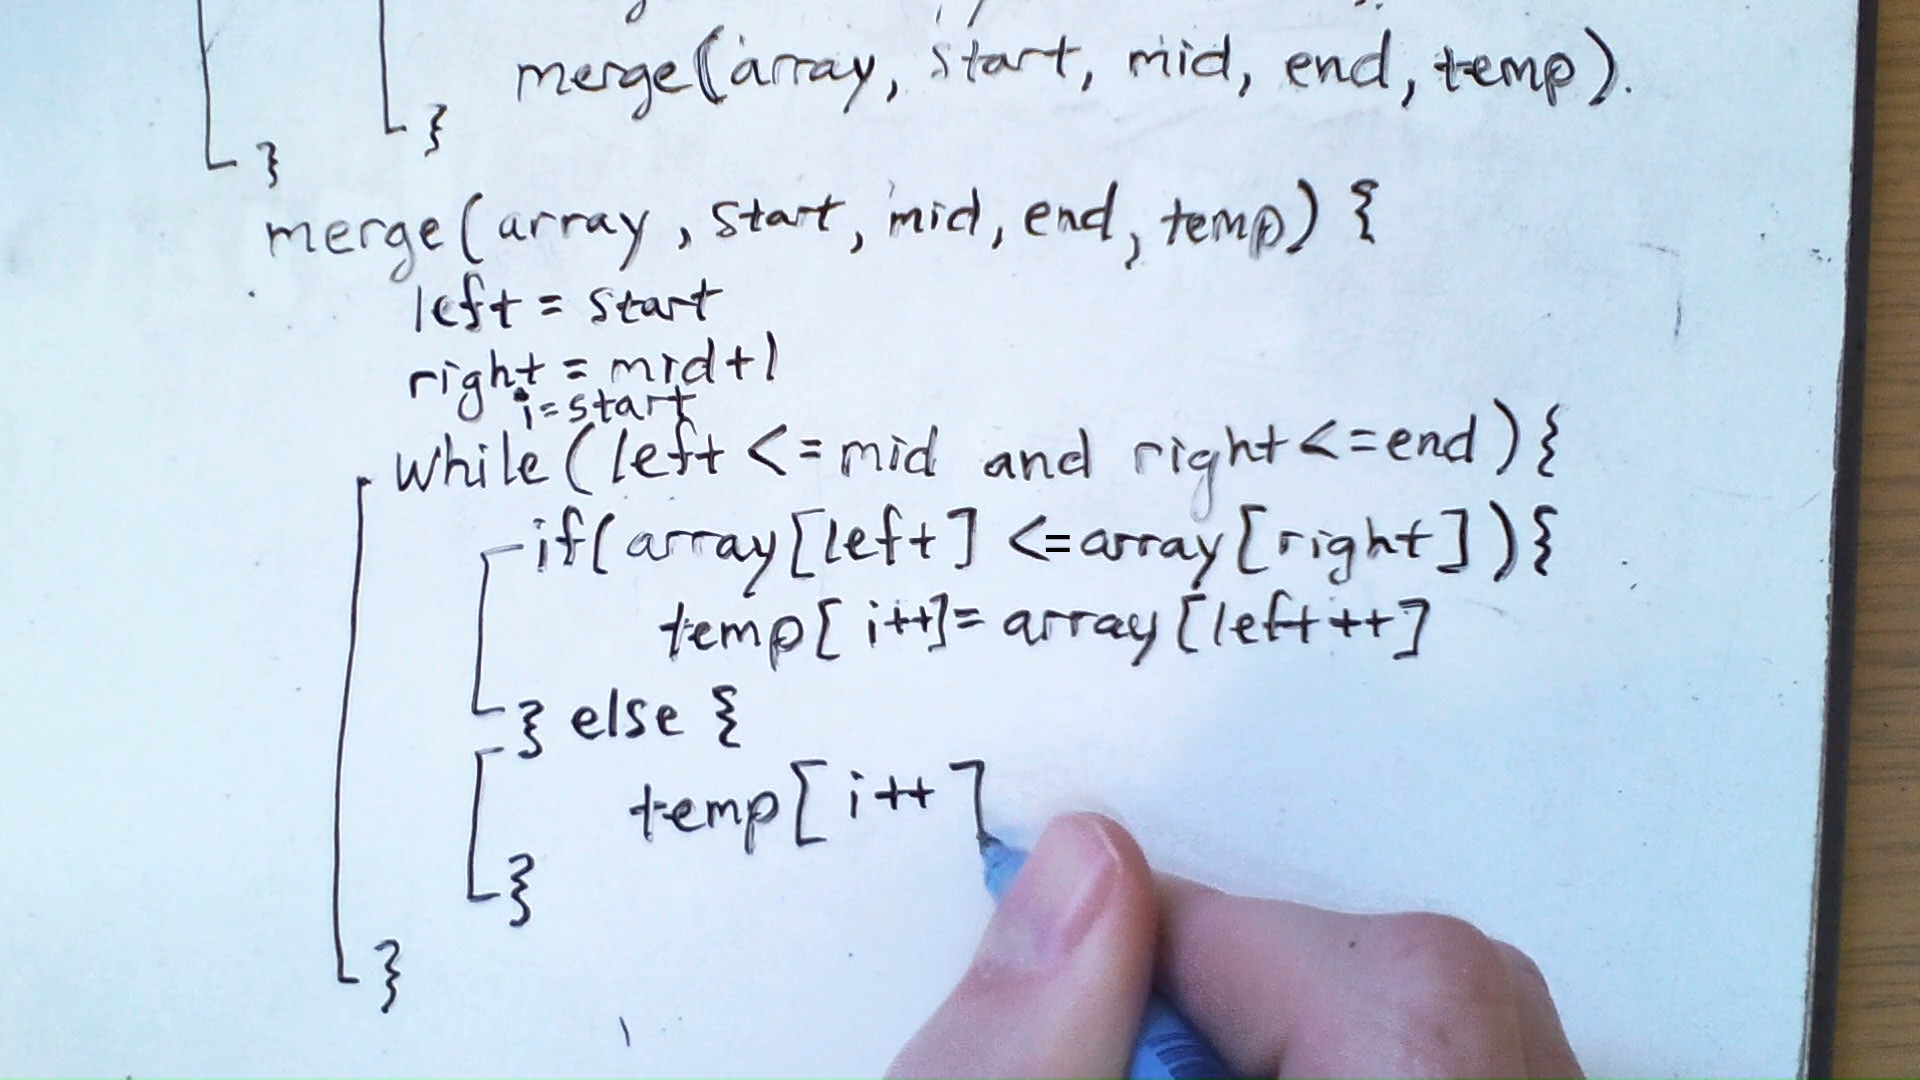 merge(array, start, mid, end, temp).
}
}
merge(array, start, mid, end, temp) {
left = start
right = mid+1
i=start
while(left <=mid and right<=end){
if(array[left] <=array[right]){
temp[i++]= array[left++]
} else {
temp[i++]
}
}